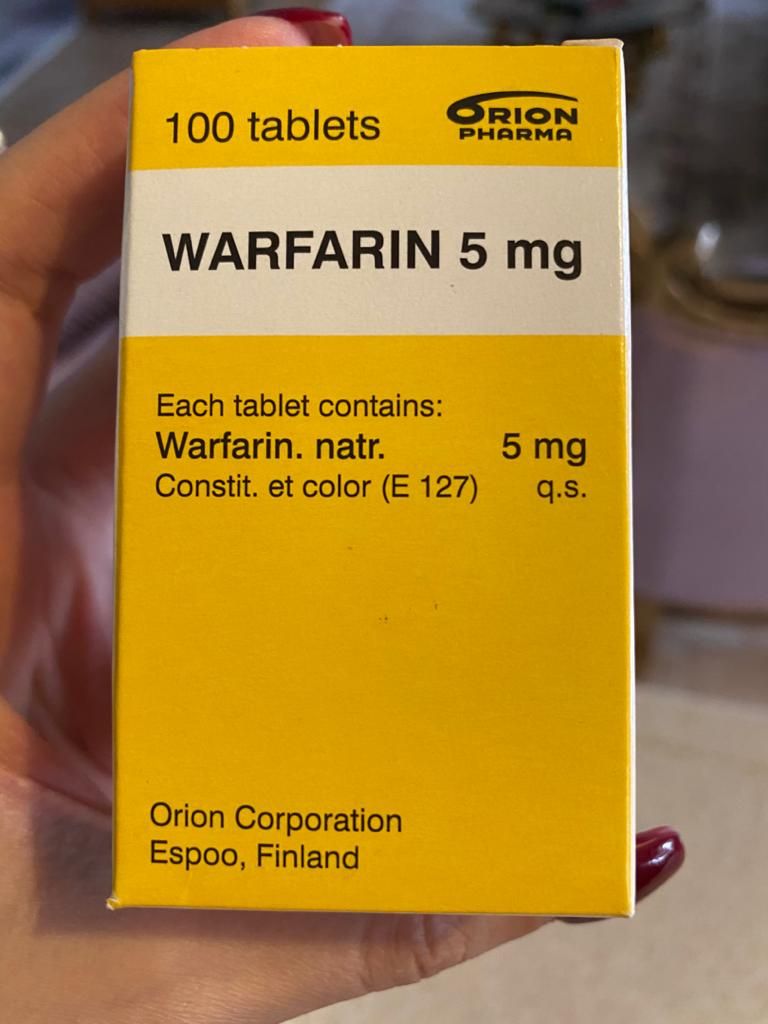 100 tablets
ORION
PHARMA
WARFARIN 5 mg
Each tablet contains:
Warfarin. natr. 5 mg
Constit. et color (E 127) q.s.
Orion Corporation
Espoo, Finland